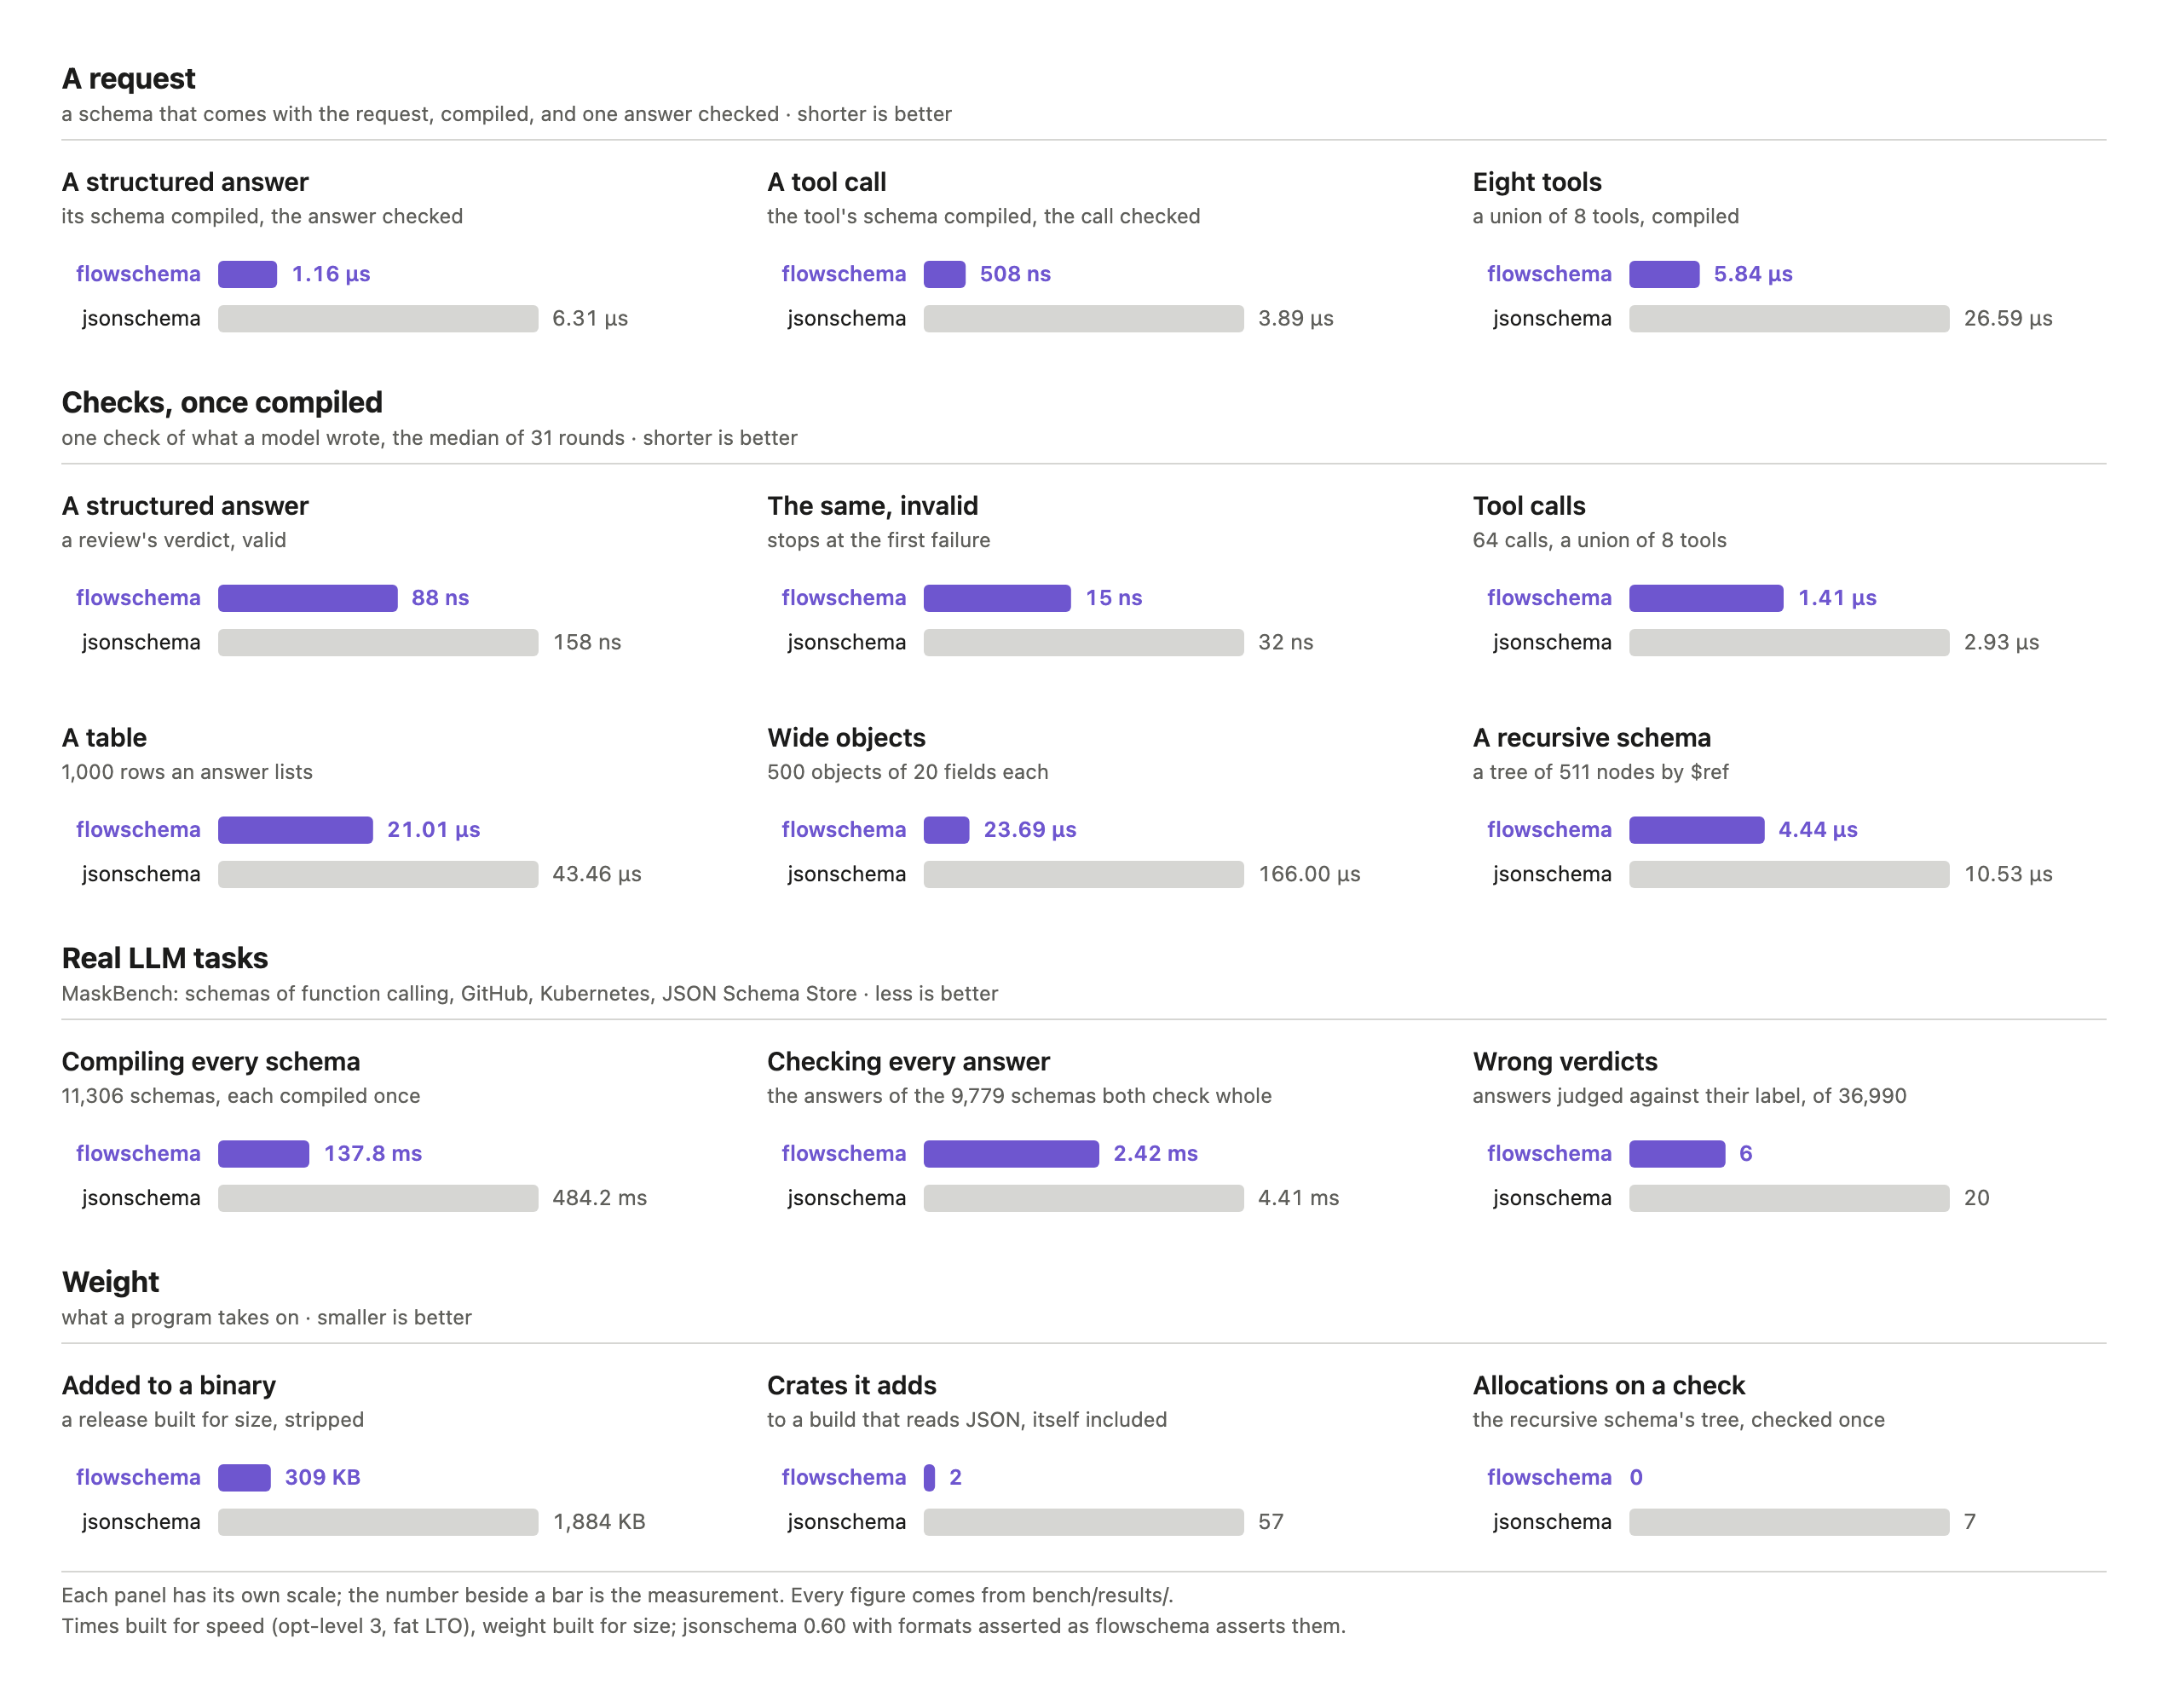 A request
a schema that comes with the request, compiled, and one answer checked · shorter is better
A structured answer
its schema compiled, the answer checked
flowschema 1.16 µs
jsonschema 6.31 µs
A tool call
the tool's schema compiled, the call checked
flowschema 508 ns
jsonschema 3.89 µs
Eight tools
a union of 8 tools, compiled
flowschema 5.84 µs
jsonschema 26.59 µs
Checks, once compiled
one check of what a model wrote, the median of 31 rounds · shorter is better
A structured answer
a review's verdict, valid
flowschema 88 ns
jsonschema 158 ns
The same, invalid
stops at the first failure
flowschema 15 ns
jsonschema 32 ns
Tool calls
64 calls, a union of 8 tools
flowschema 1.41 µs
jsonschema 2.93 µs
A table
1,000 rows an answer lists
flowschema 21.01 µs
jsonschema 43.46 µs
Wide objects
500 objects of 20 fields each
flowschema 23.69 µs
jsonschema 166.00 µs
A recursive schema
a tree of 511 nodes by $ref
flowschema 4.44 µs
jsonschema 10.53 µs
Real LLM tasks
MaskBench: schemas of function calling, GitHub, Kubernetes, JSON Schema Store · less is better
Compiling every schema
11,306 schemas, each compiled once
flowschema 137.8 ms
jsonschema 484.2 ms
Checking every answer
the answers of the 9,779 schemas both check whole
flowschema 2.42 ms
jsonschema 4.41 ms
Wrong verdicts
answers judged against their label, of 36,990
flowschema 6
jsonschema 20
Weight
what a program takes on · smaller is better
Added to a binary
a release built for size, stripped
flowschema 309 KB
jsonschema 1,884 KB
Crates it adds
to a build that reads JSON, itself included
flowschema 2
jsonschema 57
Allocations on a check
the recursive schema's tree, checked once
flowschema 0
jsonschema 7
Each panel has its own scale; the number beside a bar is the measurement. Every figure comes from bench/results/.
Times built for speed (opt-level 3, fat LTO), weight built for size; jsonschema 0.60 with formats asserted as flowschema asserts them.